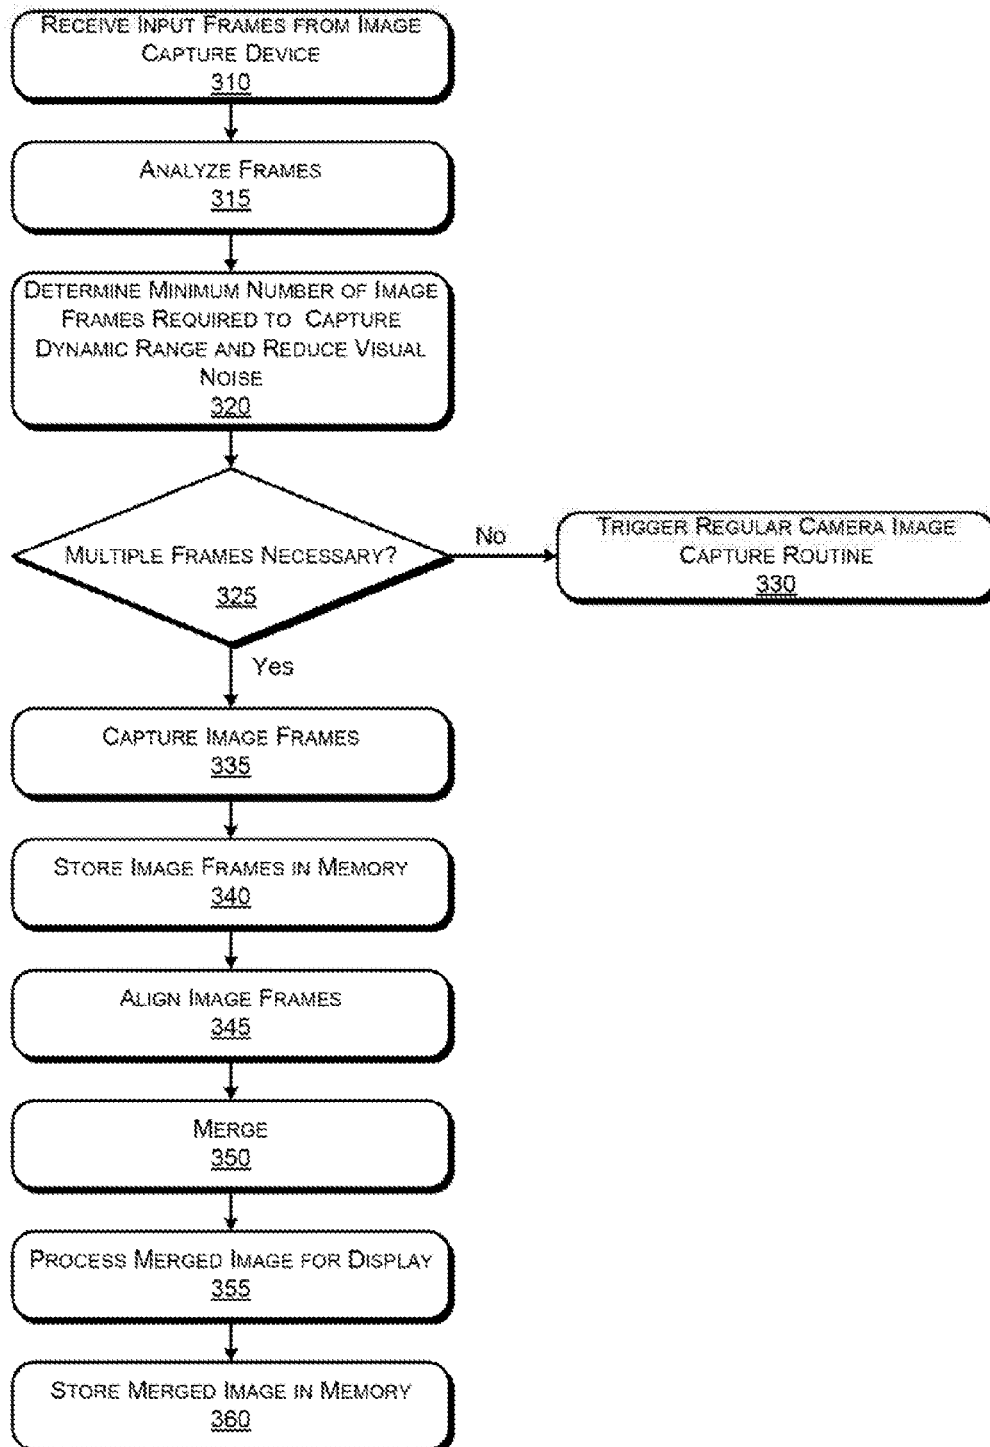 RECEIVE INPUT FRAMES FROM IMAGE
CAPTURE DEVICE
310
ANALYZE FRAMES
315
DETERMINE MINIMUM NUMBER OF IMAGE
FRAMES REQUIRED TO CAPTURE
DYNAMIC RANGE AND REDUCE VISUAL
NOISE
320
MULTIPLE FRAMES NECESSARY?
325
No
TRIGGER REGULAR CAMERA IMAGE
CAPTURE ROUTINE
330
Yes
CAPTURE IMAGE FRAMES
335
STORE IMAGE FRAMES IN MEMORY
340
ALIGN IMAGE FRAMES
345
MERGE
350
PROCESS MERGED IMAGE FOR DISPLAY
355
STORE MERGED IMAGE IN MEMORY
360